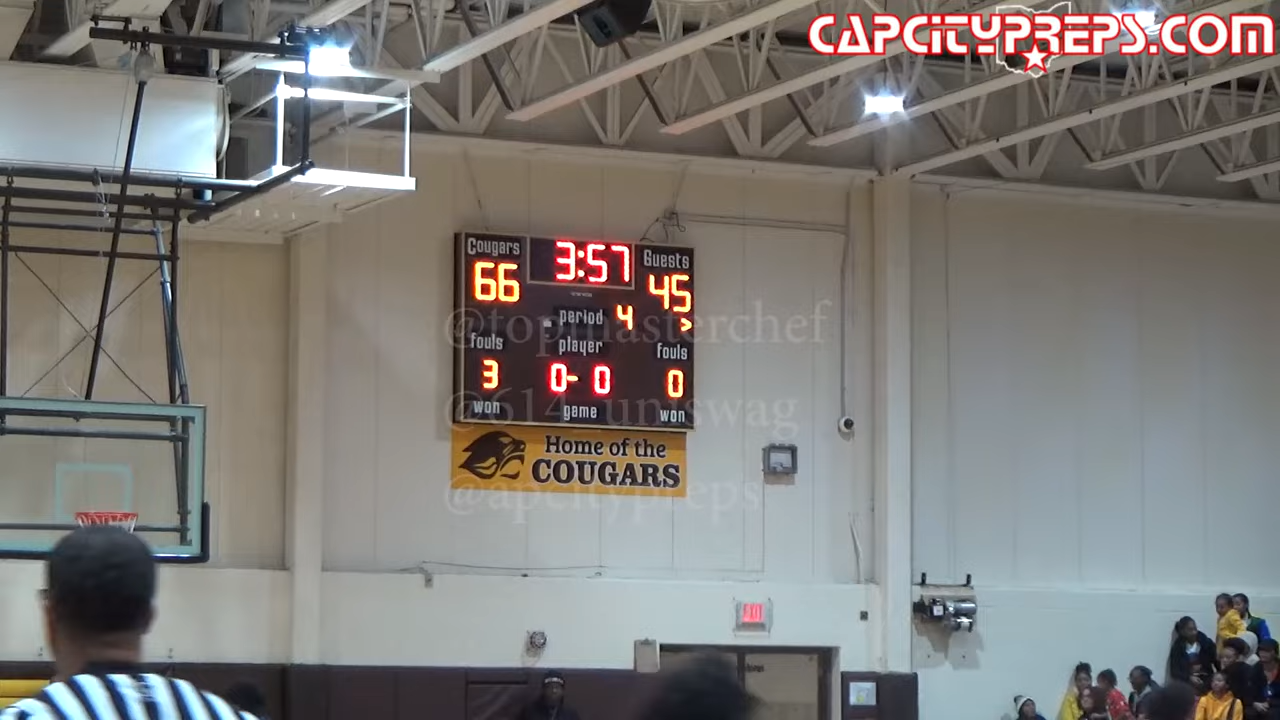 CAPCITYPREPS.COM
Cougars 3:57 Guests
66 45
period 4 >
fouls player fouls
3 0- 0 0
won game won
Home of the
COUGARS
@topmasterchef
@614_uniswag
@apcitypreps